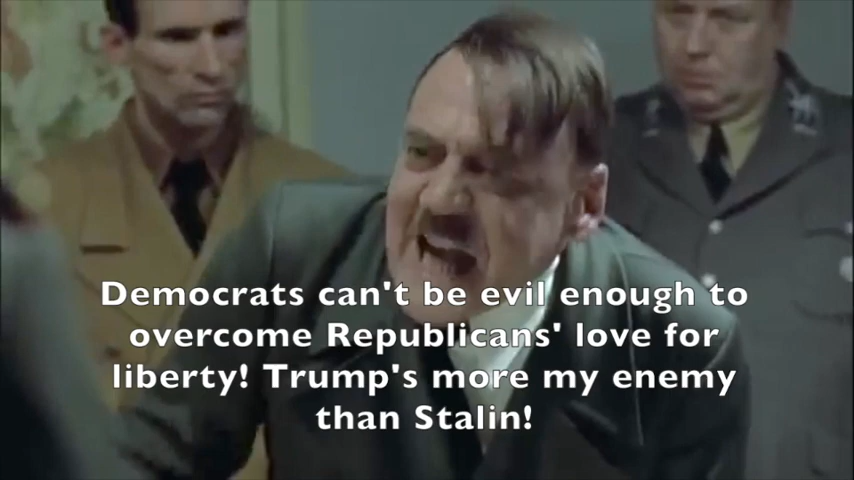 Democrats can't be evil enough to
overcome Republicans' love for
liberty! Trump's more my enemy
than Stalin!